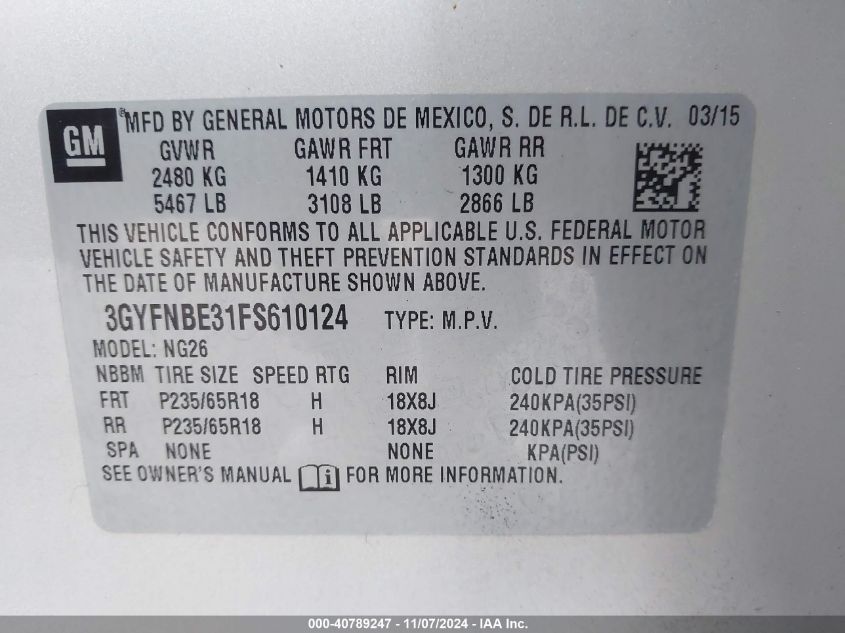 GM
®MFD BY GENERAL MOTORS DE MEXICO, S. DE R.L. DE C.V. 03/15
GVWR GAWR FRT GAWR RR
2480 KG 1410 KG 1300 KG
5467 LB 3108 LB 2866 LB
THIS VEHICLE CONFORMS TO ALL APPLICABLE U.S. FEDERAL MOTOR
VEHICLE SAFETY AND THEFT PREVENTION STANDARDS IN EFFECT ON
THE DATE OF MANUFACTURE SHOWN ABOVE.
3GYFNBE31FS610124 TYPE: M.P.V.
MODEL: NG26
NBBM TIRE SIZE SPEED RTG RIM COLD TIRE PRESSURE
FRT P235/65R18 H 18X8J 240KPA(35PSI)
RR P235/65R18 H 18X8J 240KPA(35PSI)
SPA NONE NONE KPA(PSI)
SEE OWNER'S MANUAL i FOR MORE INFORMATION.
000-40789247 - 11/07/2024 - IAA Inc.